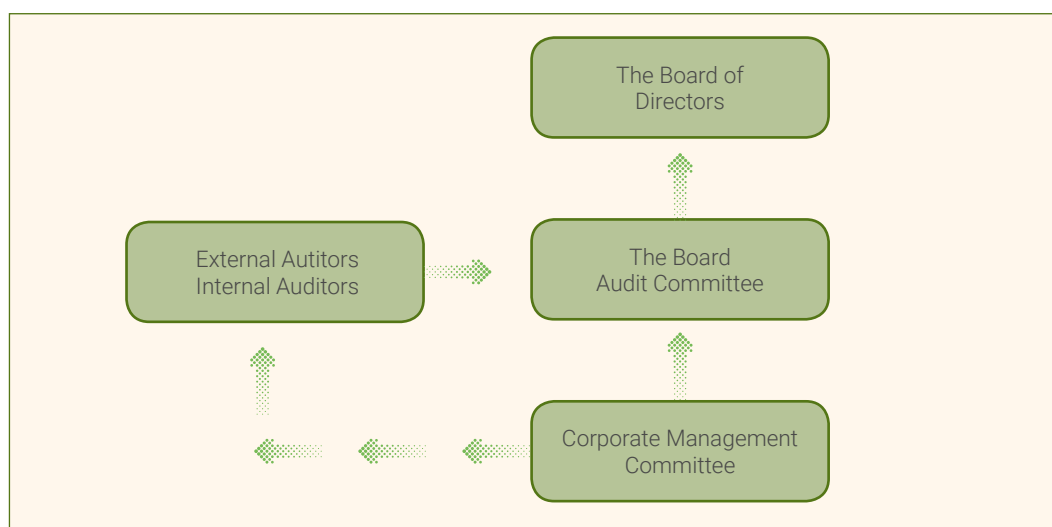 The Board of
Directors
External Autitors
Internal Auditors
The Board
Audit Committee
Corporate Management
Committee